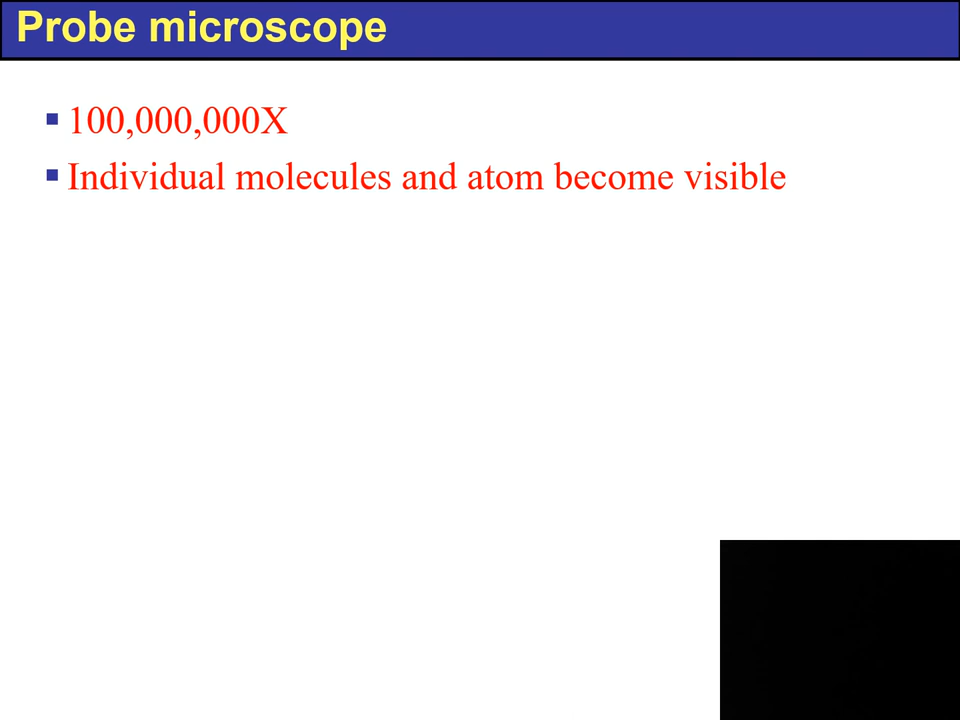 Probe microscope
▪ 100,000,000X
▪ Individual molecules and atom become visible